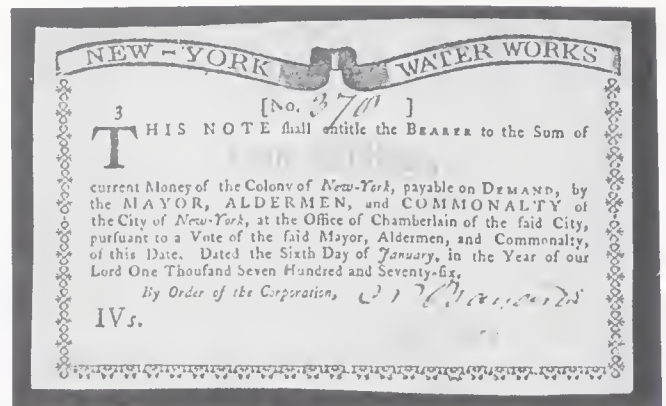 NEW-YORK WATER WORKS
[No. ]
3
THIS NOTE ſhall entitle the BEARER to the Sum of
current Money of the Colony of New-York, payable on DEMAND, by
the MAYOR, ALDERMEN, and COMMONALTY of
the City of New-York, at the Office of Chamberlain of the ſaid City,
purſuant to a Vote of the ſaid Mayor, Aldermen, and Commonalty,
of this Date. Dated the Sixth Day of January, in the Year of our
Lord One Thouſand Seven Hundred and Seventy-ſix.
By Order of the Corporation,
IVs.